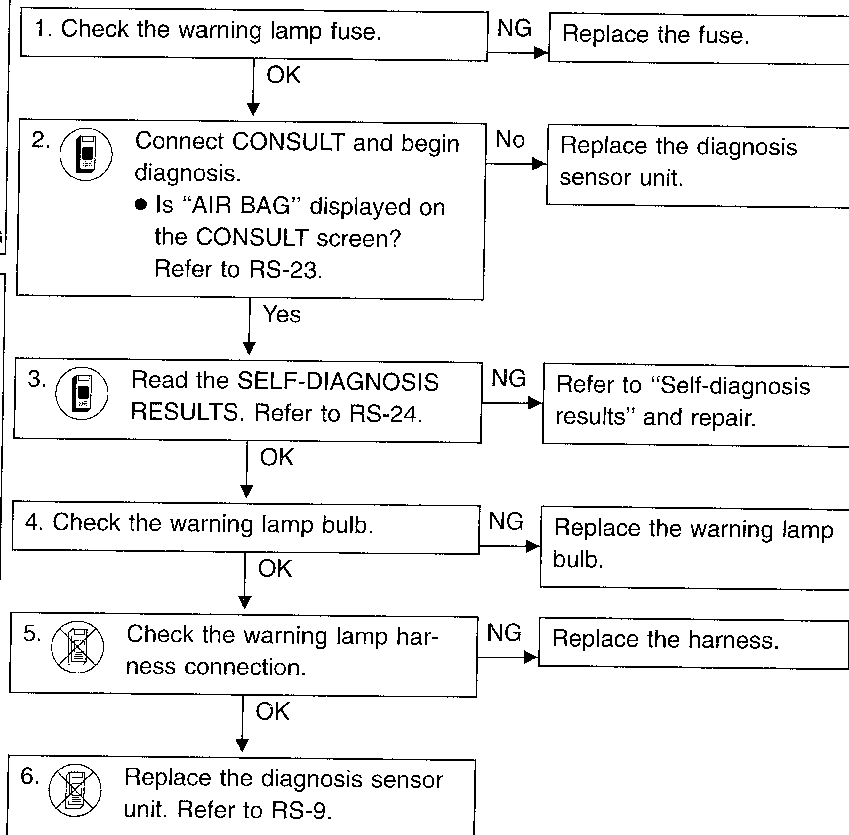 1. Check the warning lamp fuse.
NG
Replace the fuse.
OK
2. Connect CONSULT and begin
diagnosis.
● Is “AIR BAG” displayed on
the CONSULT screen?
Refer to RS-23.
No
Replace the diagnosis
sensor unit.
Yes
3. Read the SELF-DIAGNOSIS
RESULTS. Refer to RS-24.
NG
Refer to “Self-diagnosis
results” and repair.
OK
4. Check the warning lamp bulb.
NG
Replace the warning lamp
bulb.
OK
5. Check the warning lamp har-
ness connection.
NG
Replace the harness.
OK
6. Replace the diagnosis sensor
unit. Refer to RS-9.